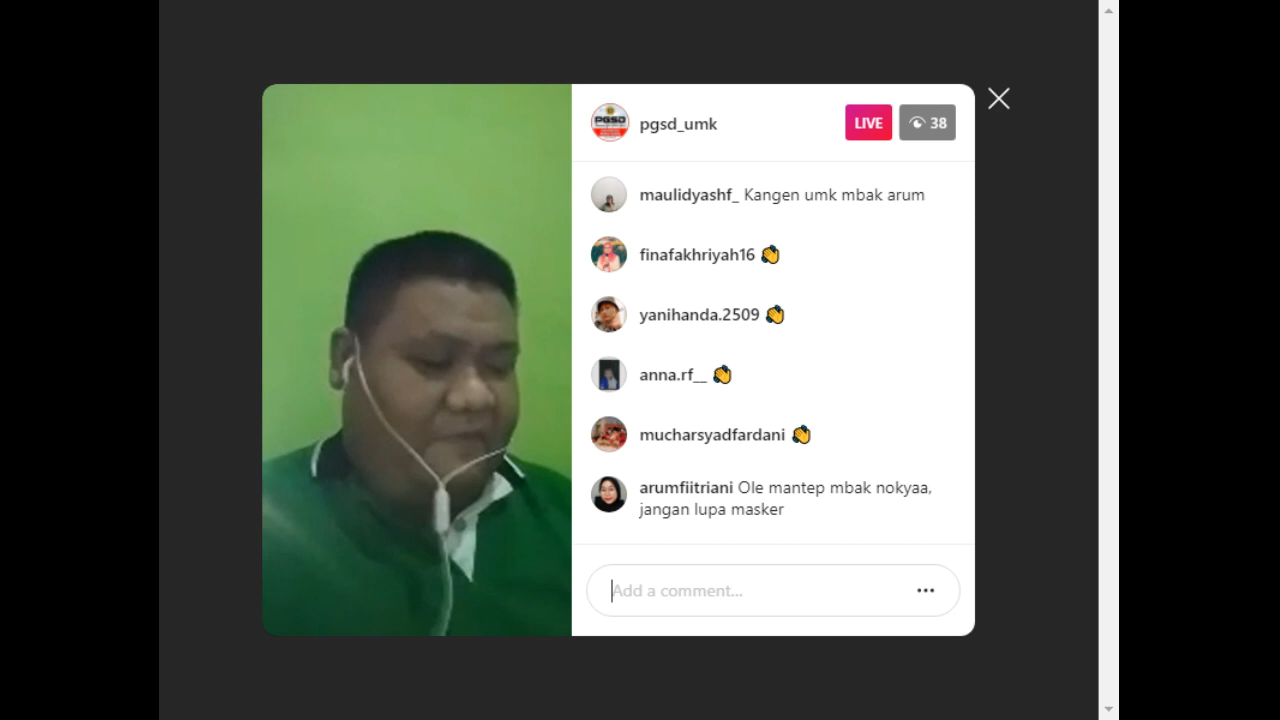 PGSD
pgsd_umk
LIVE
38
maulidyashf_ Kangen umk mbak arum
finafakhriyah16 👏
yanihanda.2509 👏
anna.rf__ 👏
mucharsyadfardani 👏
arumfiitriani Ole mantep mbak nokyaa,
jangan lupa masker
Add a comment...